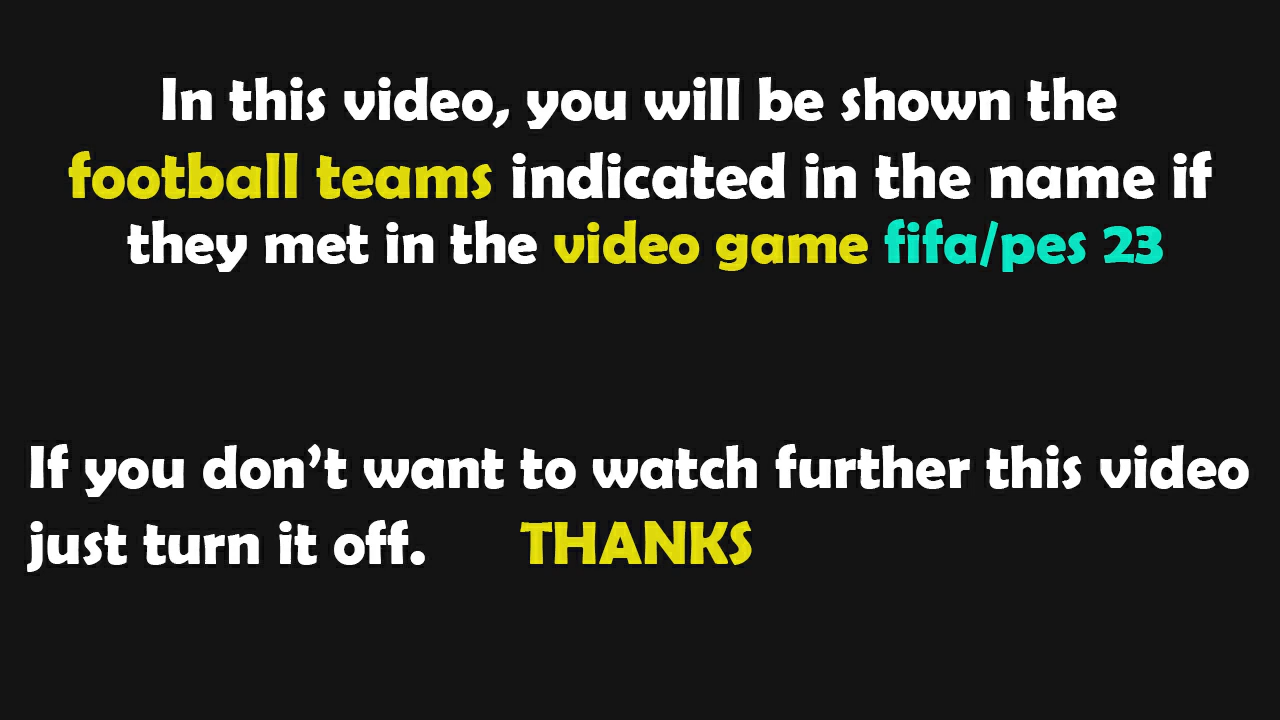 In this video, you will be shown the
football teams indicated in the name if
they met in the video game fifa/pes 23
If you don't want to watch further this video
just turn it off. THANKS